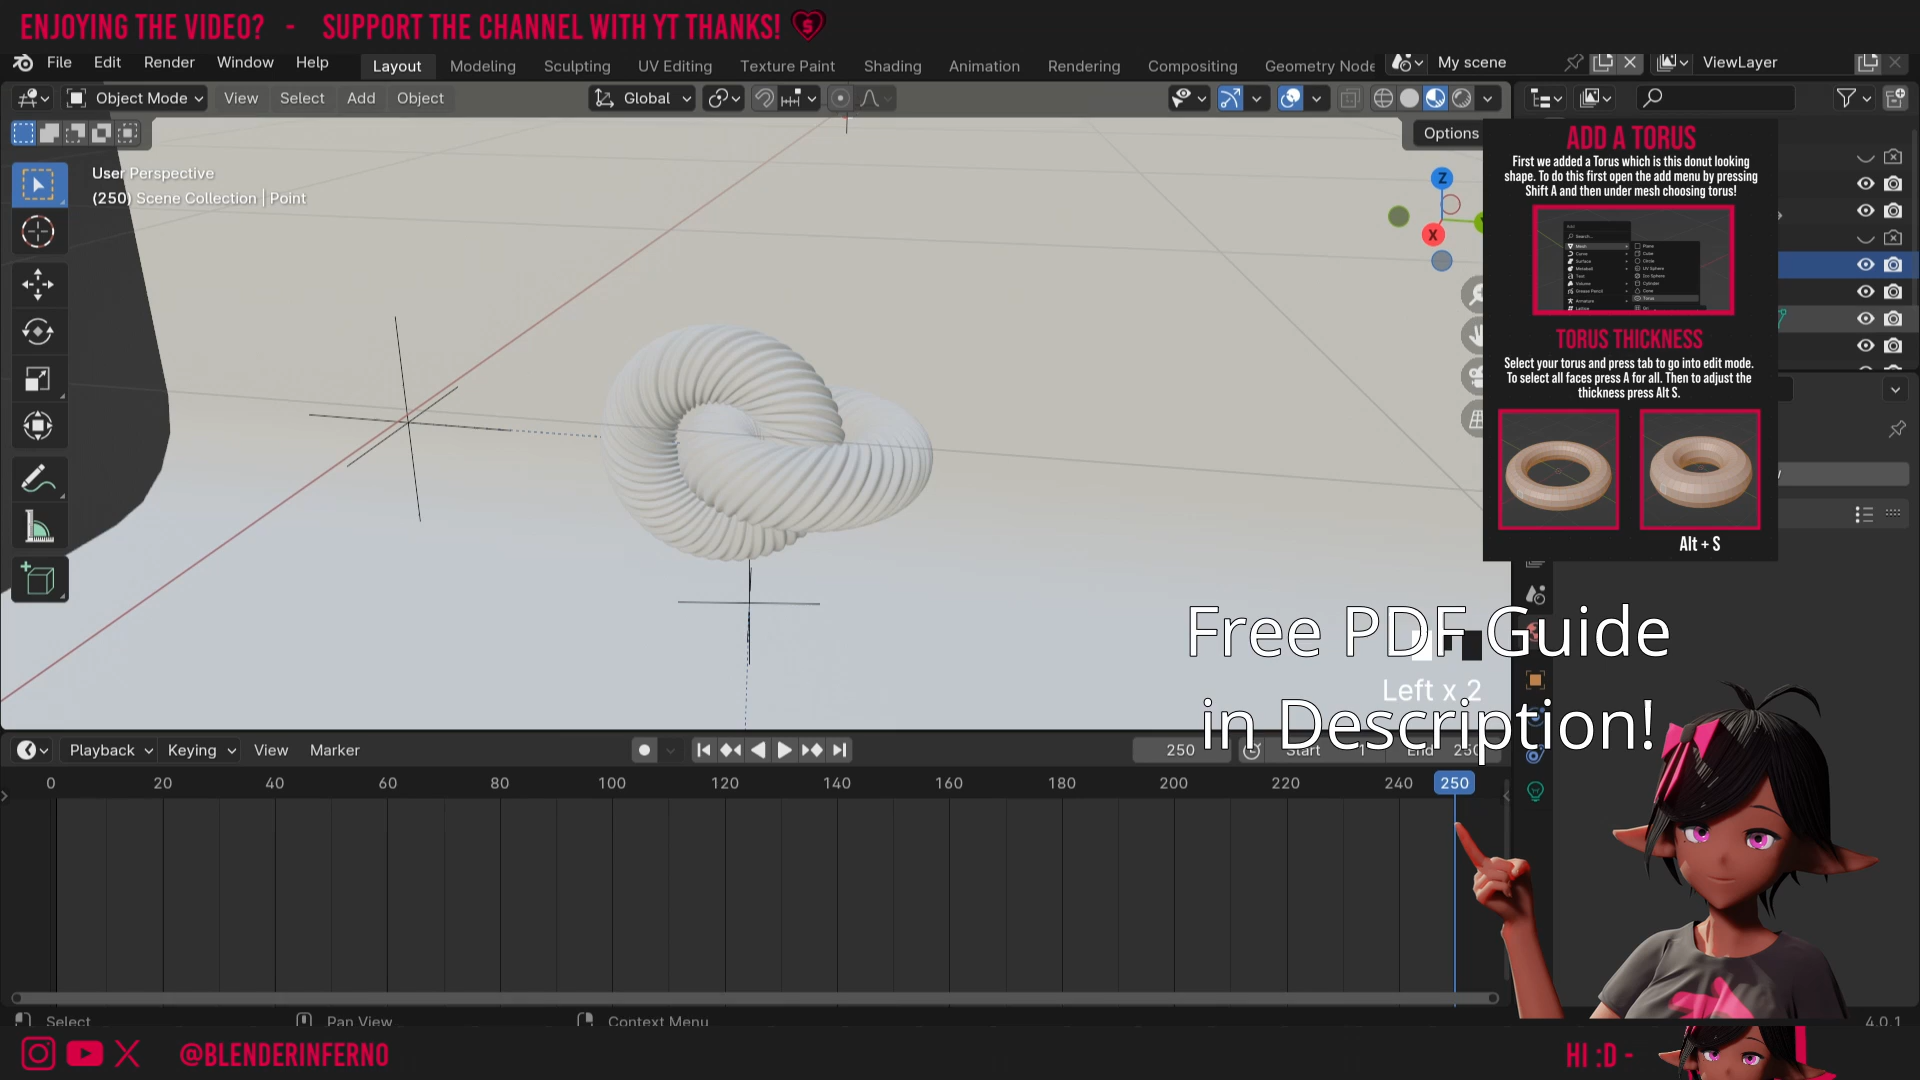 ENJOYING THE VIDEO? - SUPPORT THE CHANNEL WITH YT THANKS! $
File Edit Render Window Help Layout Modeling Sculpting UV Editing Texture Paint Shading Animation Rendering Compositing Geometry Node My scene ViewLayer
Object Mode View Select Add Object Global
Options
User Perspective
(250) Scene Collection | Point
Z
X
ADD A TORUS
First we added a Torus which is this donut looking
shape. To do this first open the add menu by pressing
Shift A and then under mesh choosing torus!
TORUS THICKNESS
Select your torus and press tab to go into edit mode.
To select all faces press A for all. Then to adjust the
thickness press Alt S.
Alt + S
Free PDF Guide
Left x 2
in Description!
Playback Keying View Marker 250 Start 1 End 250
0 20 40 60 80 100 120 140 160 180 200 220 240 250
Select Pan View Context Menu 4.0.1
@BLENDERINFERNO
HI :D -